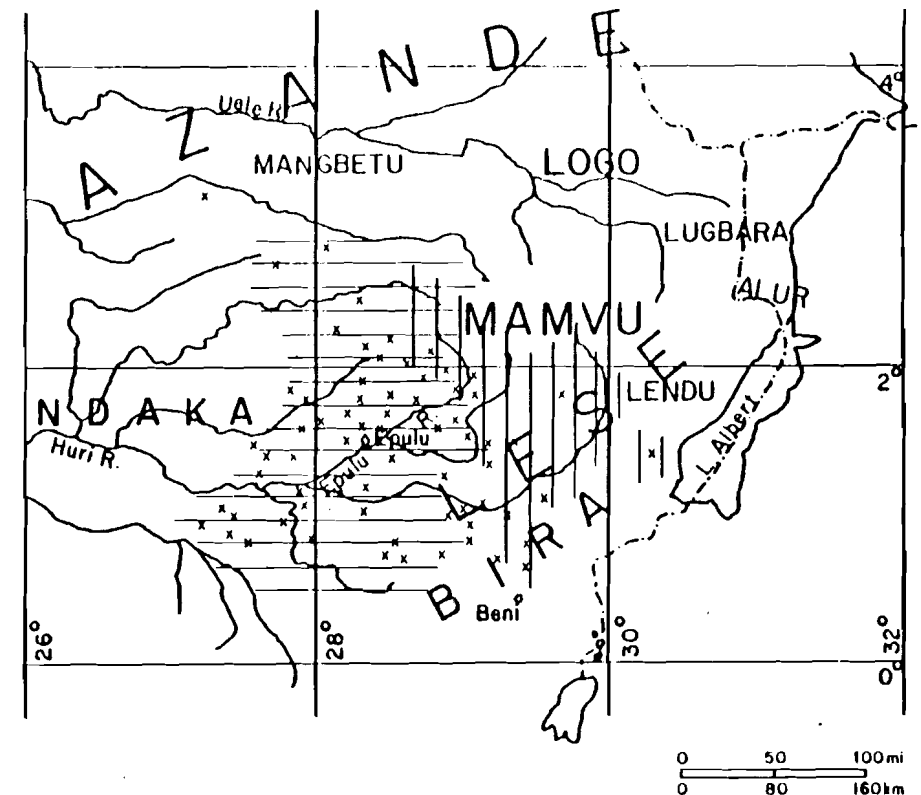 AZANDE
4°
Uele R.
MANGBETU
LOGO
LUGBARA
ALUR
MAMVU
2°
LENDU
NDAKA
LESE
R.
Epulu
Huri R.
Epulu
L. Albert
BIRA
Beni
26°
28°
30°
32°
0°
0 50 100 mi
0 80 160 km